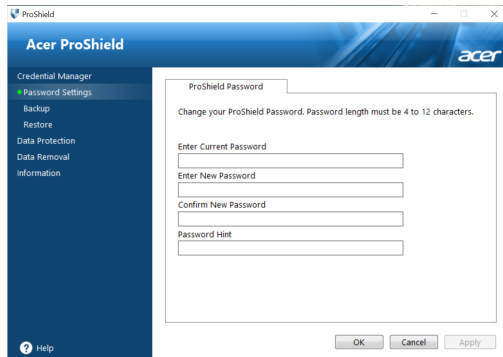 ProShield
Acer ProShield
acer
Credential Manager
Password Settings
Backup
Restore
Data Protection
Data Removal
Information
Help
ProShield Password
Change your ProShield Password. Password length must be 4 to 12 characters.
Enter Current Password
Enter New Password
Confirm New Password
Password Hint
OK
Cancel
Apply